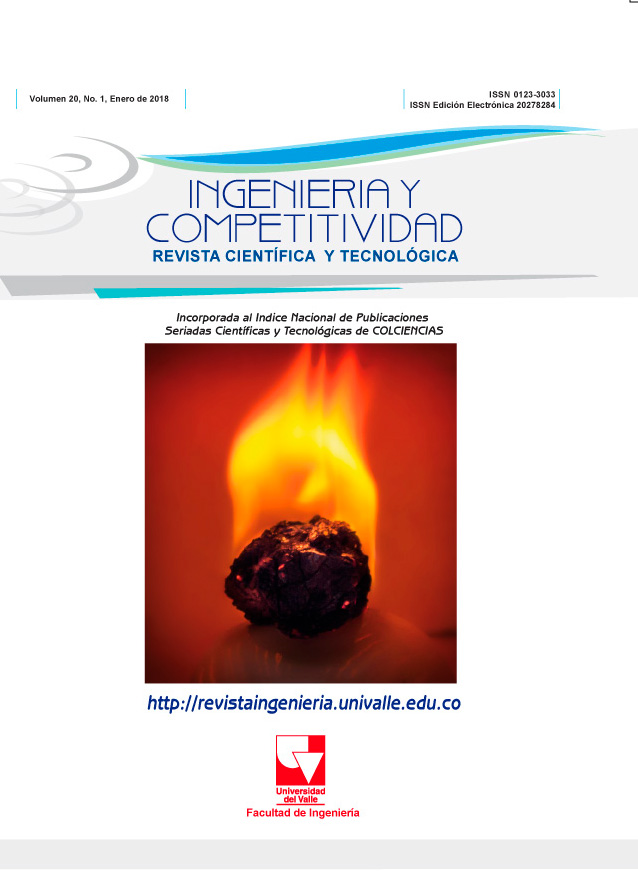 Volumen 20, No. 1, Enero de 2018
ISSN 0123-3033
ISSN Edición Electrónica 20278284
INGENIERIA Y
COMPETITIVIDAD
REVISTA CIENTÍFICA Y TECNOLÓGICA
Incorporada al Indice Nacional de Publicaciones
Seriadas Científicas y Tecnológicas de COLCIENCIAS
http://revistaingenieria.univalle.edu.co
Universidad
del Valle
Facultad de Ingeniería